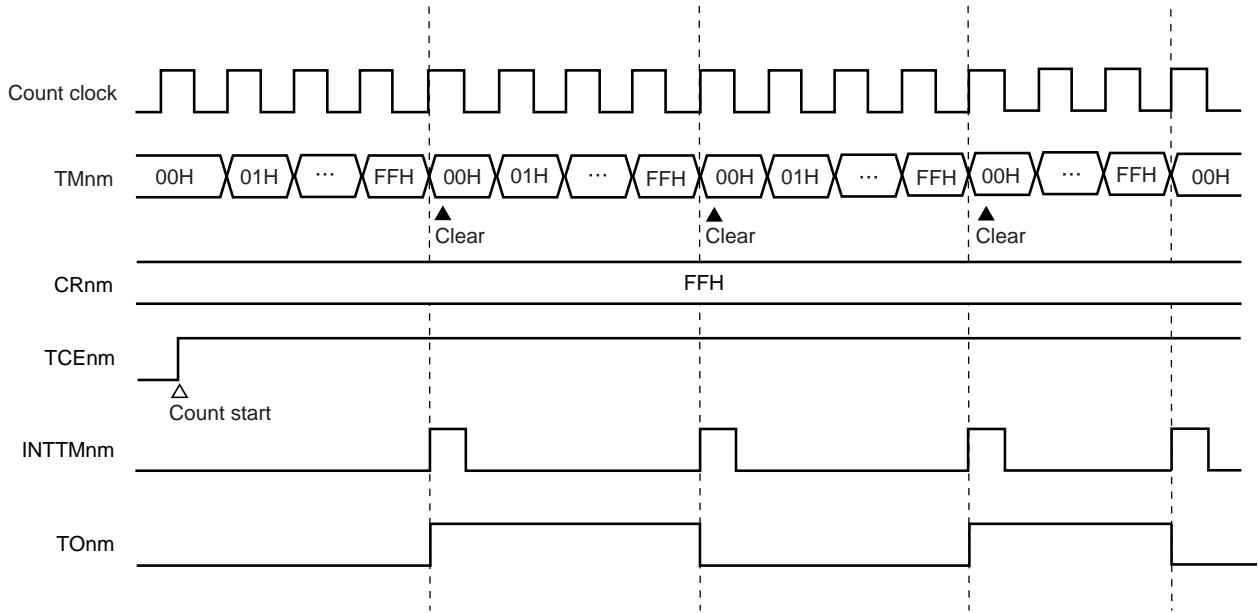 Count clock
TMnm 00H 01H ··· FFH 00H 01H ··· FFH 00H 01H ··· FFH 00H ··· FFH 00H
Clear Clear Clear
CRnm FFH
TCEnm
Count start
INTTMnm
TOnm